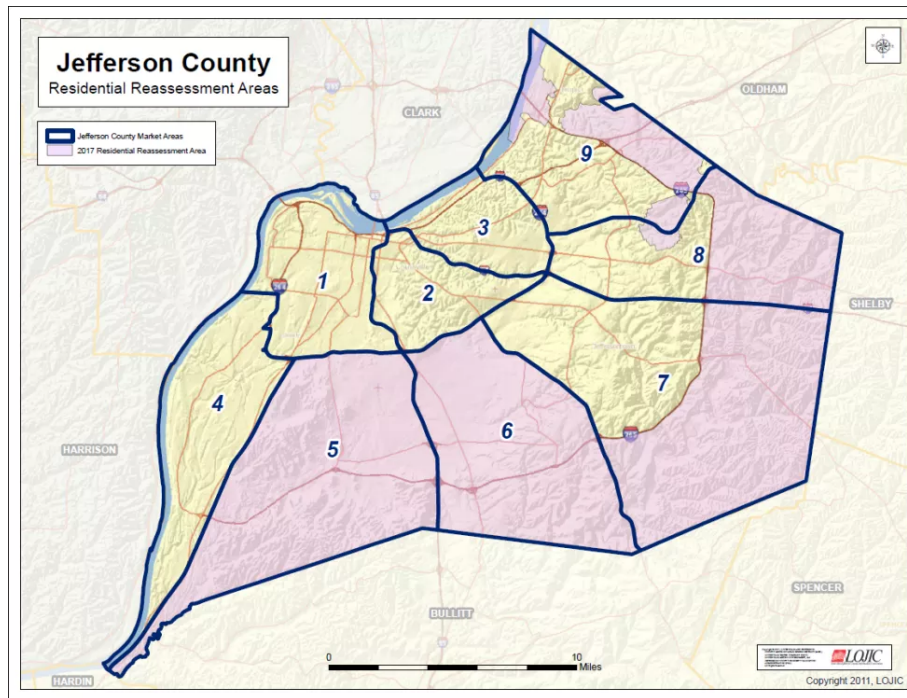 Jefferson County
Residential Reassessment Areas
Jefferson County Market Areas
2017 Residential Reassessment Area
OLDHAM
CLARK
9
3
8
1
2
SHELBY
7
4
6
5
HARRISON
SPENCER
BULLITT
0
10
Miles
HARDIN
LOJIC
Copyright 2011, LOJIC